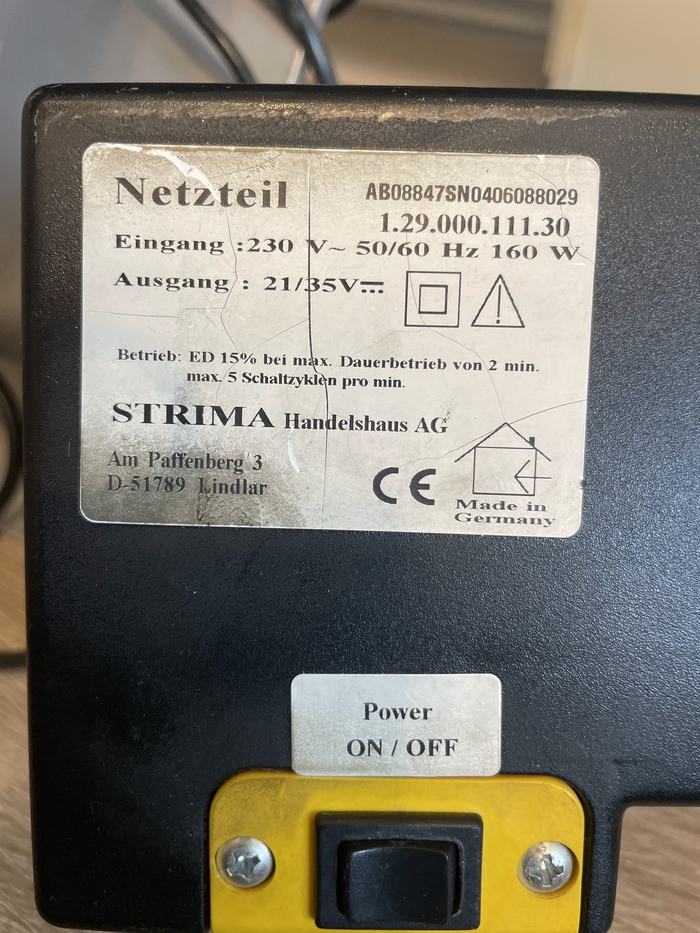 Netzteil
AB08847SN0406088029
1.29.000.111.30
Eingang :230 V~ 50/60 Hz 160 W
Ausgang : 21/35V⎓
Betrieb: ED 15% bei max. Dauerbetrieb von 2 min.
max. 5 Schaltzyklen pro min.
STRIMA Handelshaus AG
Am Paffenberg 3
D-51789 Lindlar
CE
Made in
Germany
Power
ON / OFF